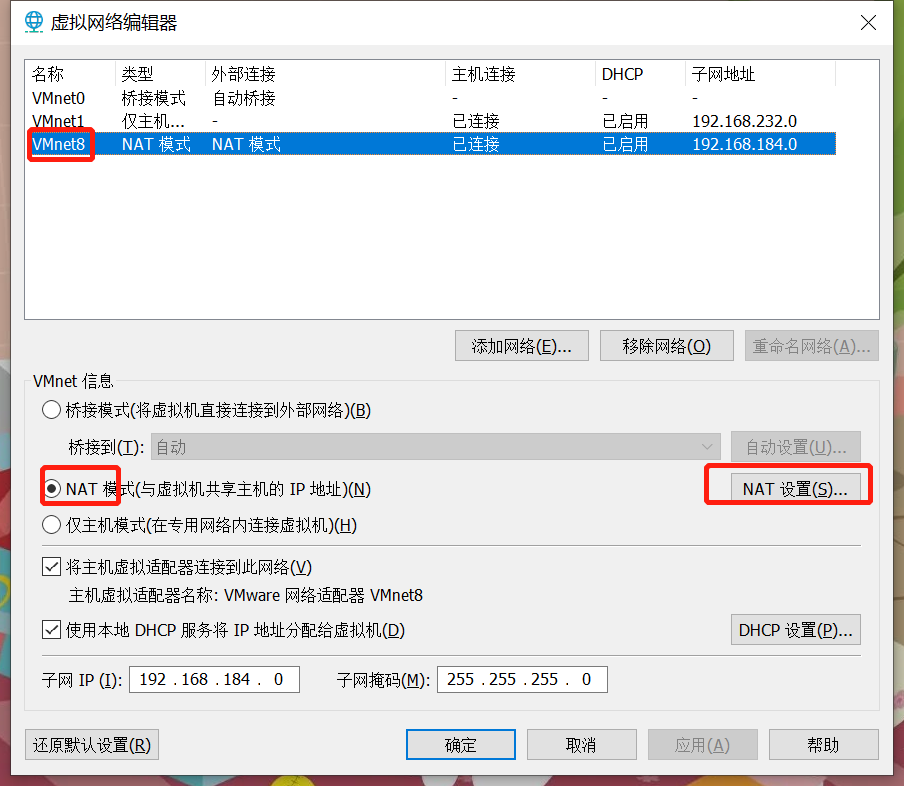 虚拟网络编辑器
名称 类型 外部连接 主机连接 DHCP 子网地址
VMnet0 桥接模式 自动桥接 - - -
VMnet1 仅主机... - 已连接 已启用 192.168.232.0
VMnet8 NAT 模式 NAT 模式 已连接 已启用 192.168.184.0
添加网络(E)... 移除网络(O) 重命名网络(A)...
VMnet 信息
桥接模式(将虚拟机直接连接到外部网络)(B)
桥接到(T): 自动 自动设置(U)...
NAT 模式(与虚拟机共享主机的 IP 地址)(N) NAT 设置(S)...
仅主机模式(在专用网络内连接虚拟机)(H)
将主机虚拟适配器连接到此网络(V)
主机虚拟适配器名称: VMware 网络适配器 VMnet8
使用本地 DHCP 服务将 IP 地址分配给虚拟机(D) DHCP 设置(P)...
子网 IP (I): 192 . 168 . 184 . 0 子网掩码(M): 255 . 255 . 255 . 0
还原默认设置(R) 确定 取消 应用(A) 帮助